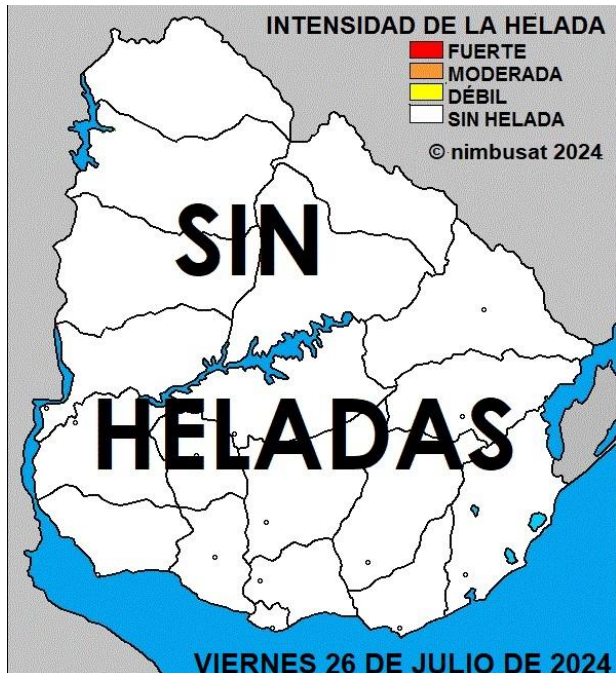 INTENSIDAD DE LA HELADA
FUERTE
MODERADA
DÉBIL
SIN HELADA
© nimbusat 2024
SIN
HELADAS
VIERNES 26 DE JULIO DE 2024